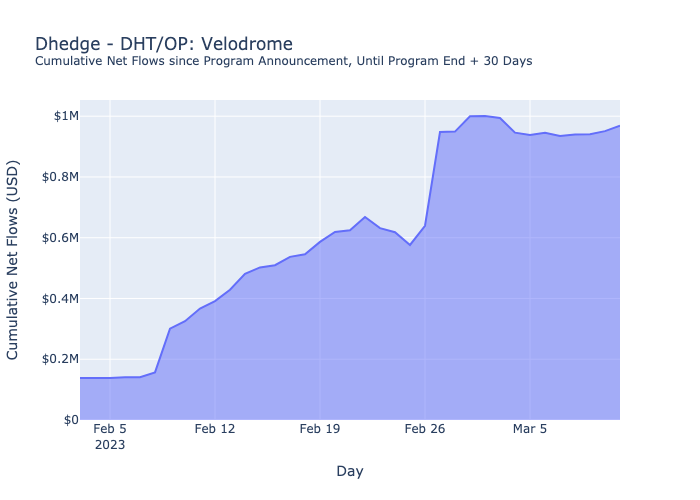 Dhedge - DHT/OP: Velodrome
Cumulative Net Flows since Program Announcement, Until Program End + 30 Days
Cumulative Net Flows (USD)
$1M
$0.8M
$0.6M
$0.4M
$0.2M
$0
Feb 5
2023
Feb 12
Feb 19
Feb 26
Mar 5
Day